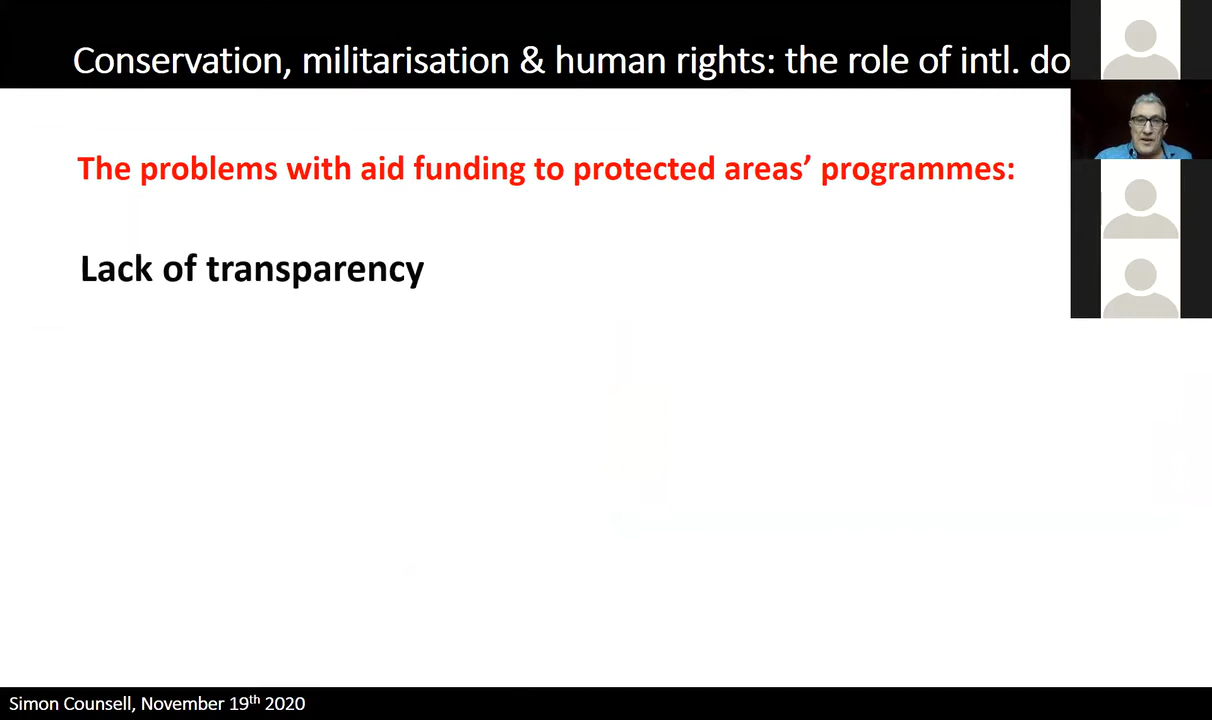 Conservation, militarisation & human rights: the role of intl. do
The problems with aid funding to protected areas’ programmes:
Lack of transparency
Simon Counsell, November 19th 2020